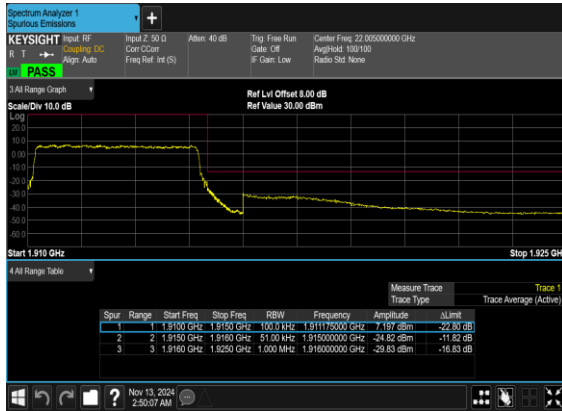 Spectrum Analyzer 1
Spurious Emissions
+
KEYSIGHT Input: RF Input Z: 50 Ω Atten: 40 dB Trig: Free Run Center Freq: 22.005000000 GHz
R T Coupling: DC Corr CCorr Gate: Off Avg|Hold: 100/100
Align: Auto Freq Ref: Int (S) IF Gain: Low Radio Std: None
PASS
3 All Range Graph
Ref Lvl Offset 8.00 dB
Scale/Div 10.0 dB Ref Value 30.00 dBm
Log
20.0
10.0
0.00
-10.0
-20.0
-30.0
-40.0
-50.0
-60.0
Start 1.910 GHz Stop 1.925 GH
4 All Range Table
Measure Trace Trace 1
Trace Type Trace Average (Active)
Spur Range Start Freq Stop Freq RBW Frequency Amplitude ΔLimit
1 1 1.9100 GHz 1.9150 GHz 100.0 kHz 1.911175000 GHz 7.197 dBm -22.80 dB
2 2 1.9150 GHz 1.9160 GHz 51.00 kHz 1.915000000 GHz -24.82 dBm -11.82 dB
3 3 1.9160 GHz 1.9250 GHz 1.000 MHz 1.916000000 GHz -29.83 dBm -16.83 dB
? Nov 13, 2024
2:50:07 AM